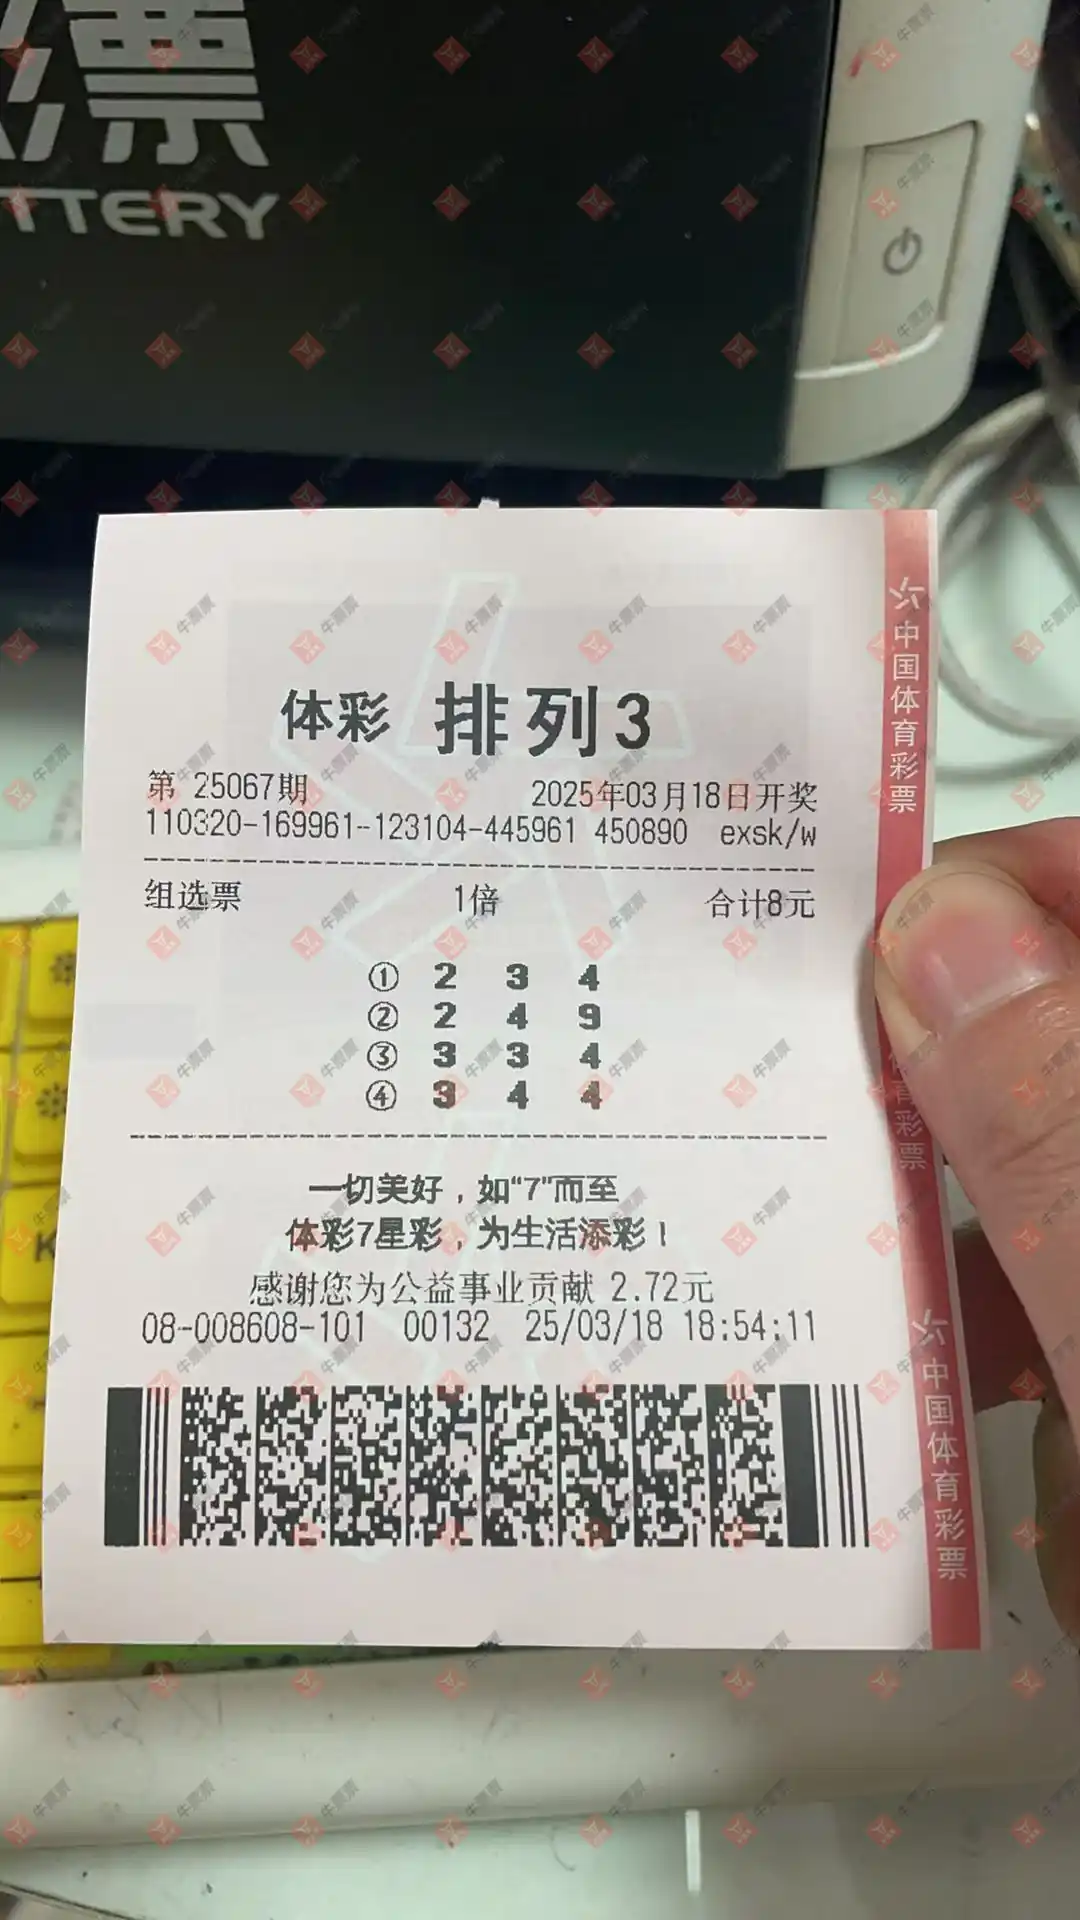 票
TTERY
体彩 排列3
第 25067期 2025年03月18日开奖
110320-169961-123104-445961 450890 exsk/w
组选票 1倍 合计8元
① 2 3 4
② 2 4 9
③ 3 3 4
④ 3 4 4
一切美好，如“7”而至
体彩7星彩，为生活添彩！
感谢您为公益事业贡献 2.72元
08-008608-101 00132 25/03/18 18:54:11
中国体育彩票
育彩票
中国体育彩票
牛票票